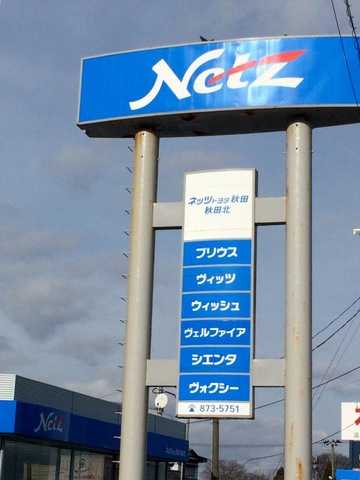 Netz
ネッツトヨタ秋田
秋田北
プリウス
ヴィッツ
ウィッシュ
ヴェルファイア
シエンタ
ヴォクシー
873-5751
Netz